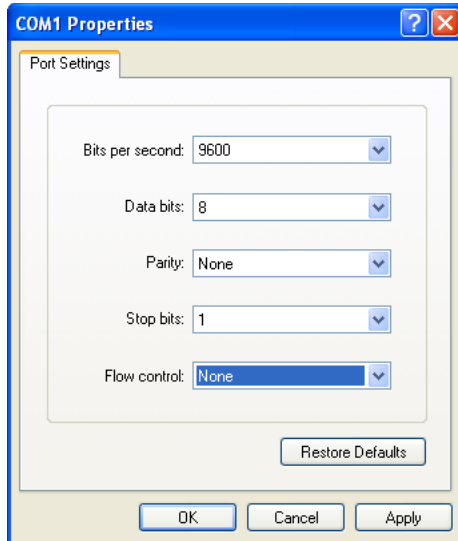 COM1 Properties
Port Settings
Bits per second: 9600
Data bits: 8
Parity: None
Stop bits: 1
Flow control: None
Restore Defaults
OK Cancel Apply